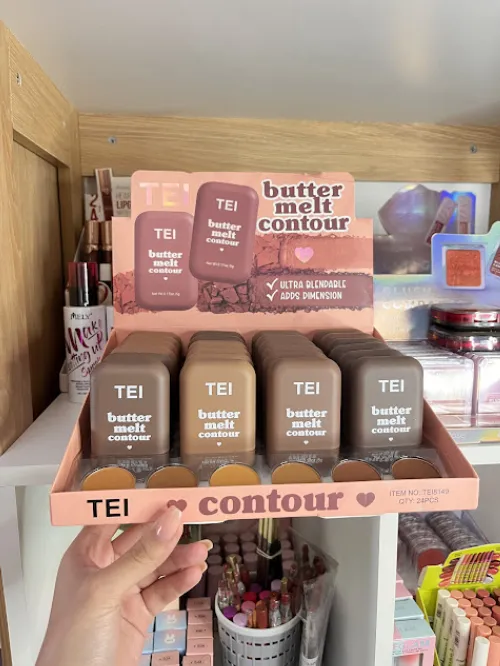 TEI
butter
melt
contour
TEI
butter
melt
contour
TEI
butter
melt
contour
✓ ULTRA BLENDABLE
✓ ADDS DIMENSION
TEI
butter
melt
contour
TEI
butter
melt
contour
TEI
butter
melt
contour
TEI
butter
melt
contour
TEI
contour
ITEM NO: TEI6149
QTY: 24PCS